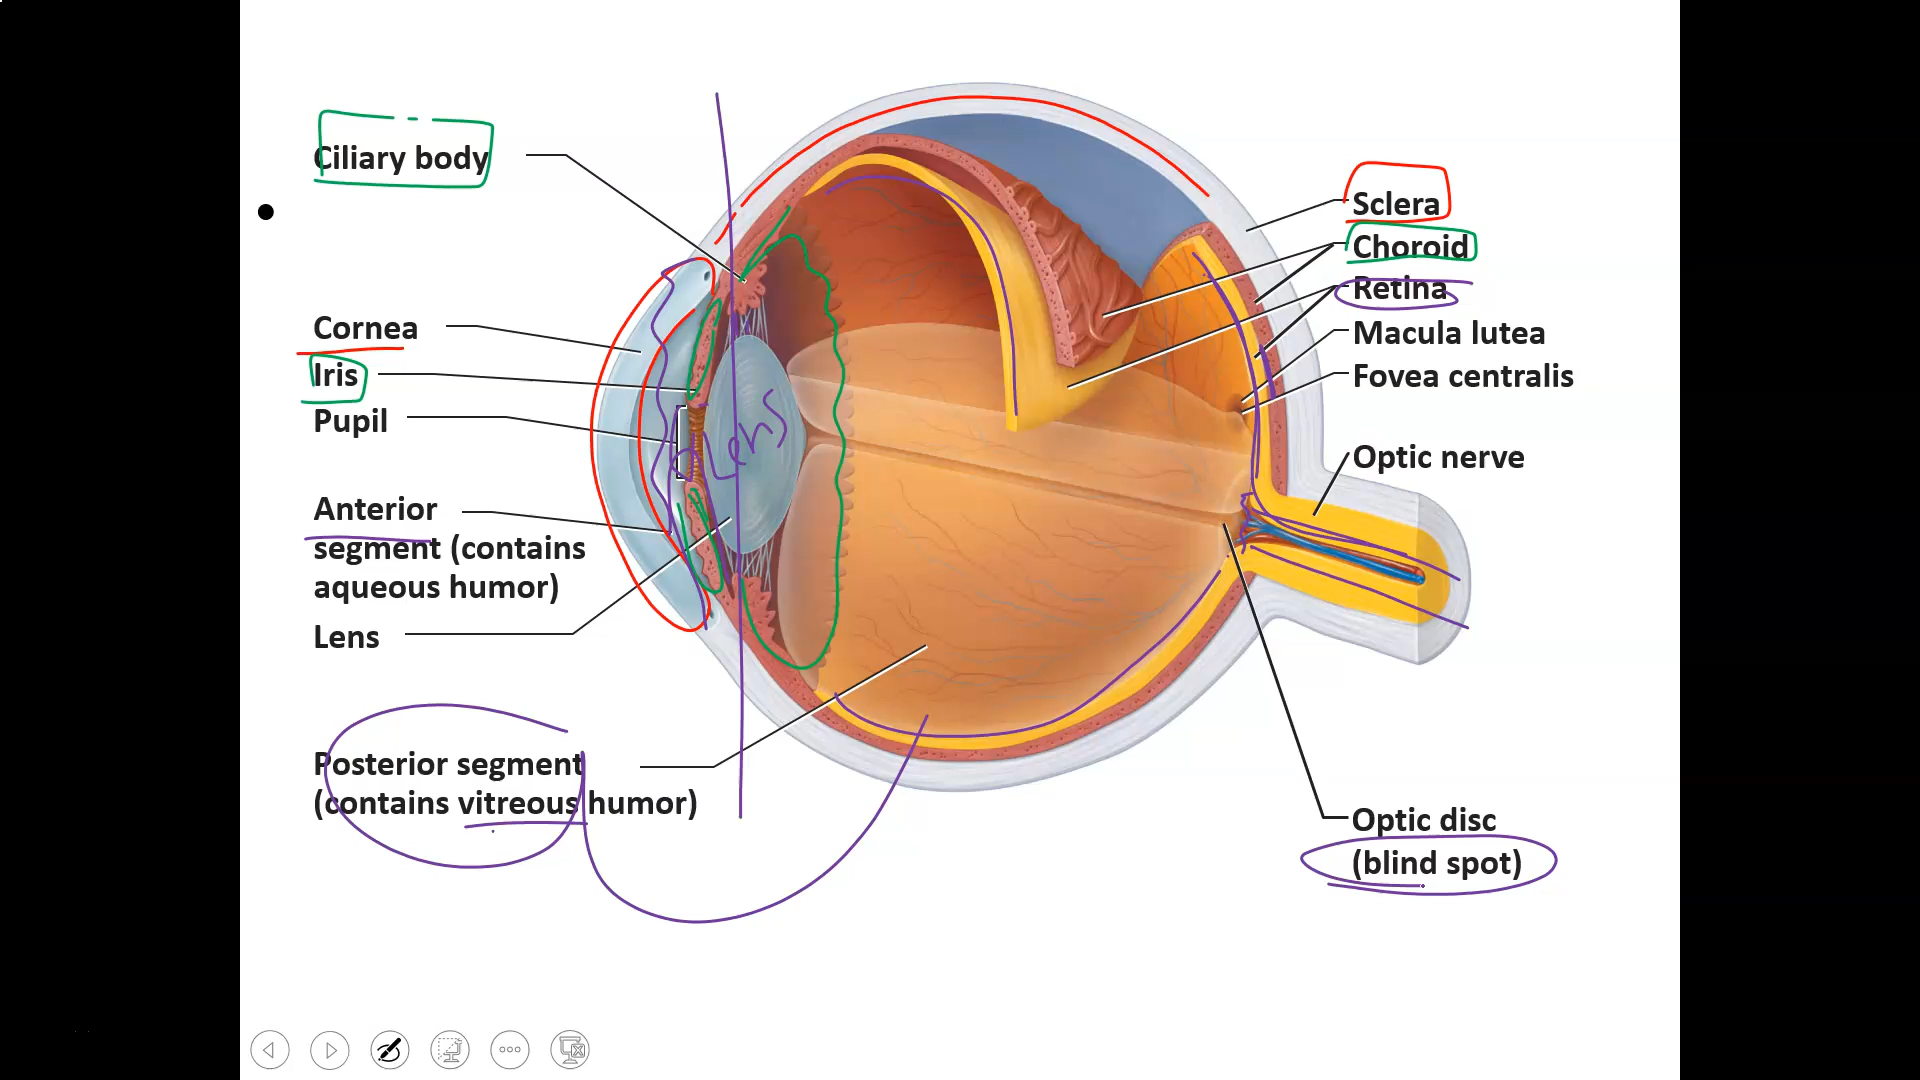 Ciliary body
Cornea
Iris
Pupil
Anterior
segment (contains
aqueous humor)
Lens
Posterior segment
(contains vitreous humor)
Lens
Sclera
Choroid
Retina
Macula lutea
Fovea centralis
Optic nerve
Optic disc
(blind spot)